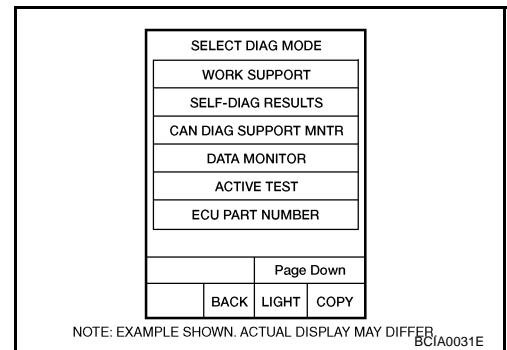 SELECT DIAG MODE
WORK SUPPORT
SELF-DIAG RESULTS
CAN DIAG SUPPORT MNTR
DATA MONITOR
ACTIVE TEST
ECU PART NUMBER
Page Down
BACK LIGHT COPY
NOTE: EXAMPLE SHOWN. ACTUAL DISPLAY MAY DIFFER.
BCIA0031E